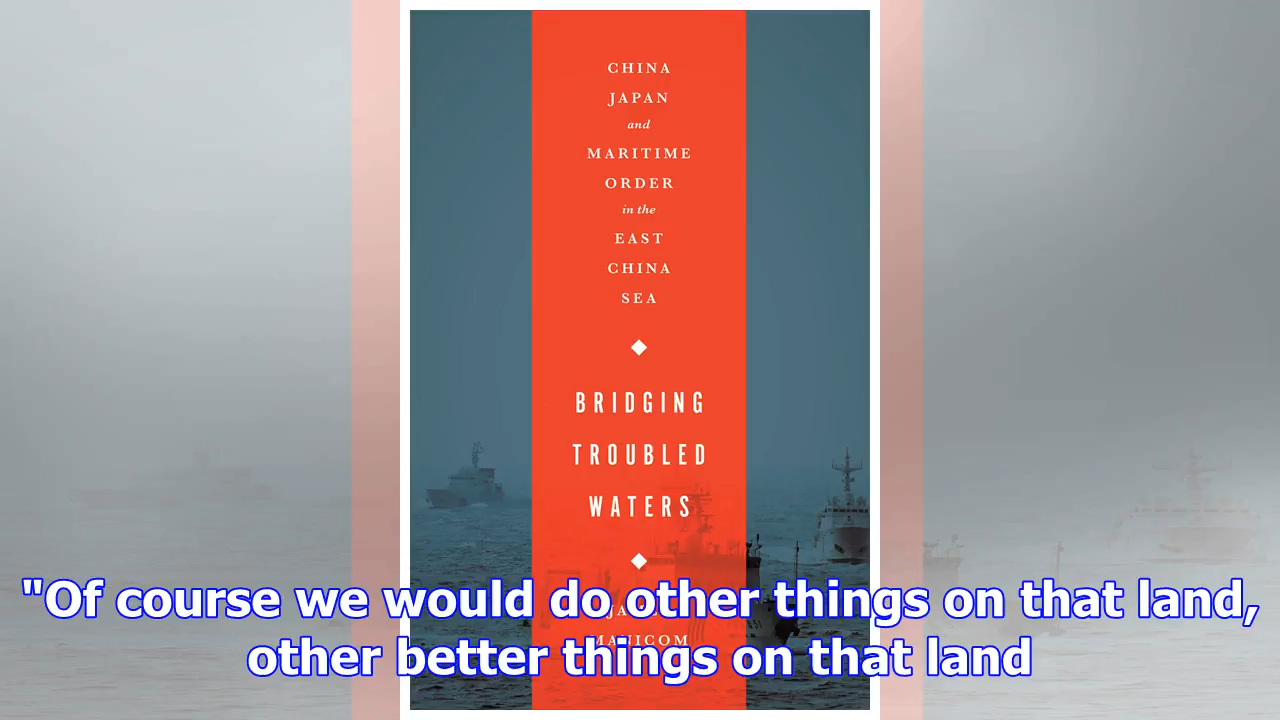 CHINA
JAPAN
and
MARITIME
ORDER
in the
EAST
CHINA
SEA
BRIDGING
TROUBLED
WATERS
"Of course we would do other things on that land,
MANICOM
other better things on that land